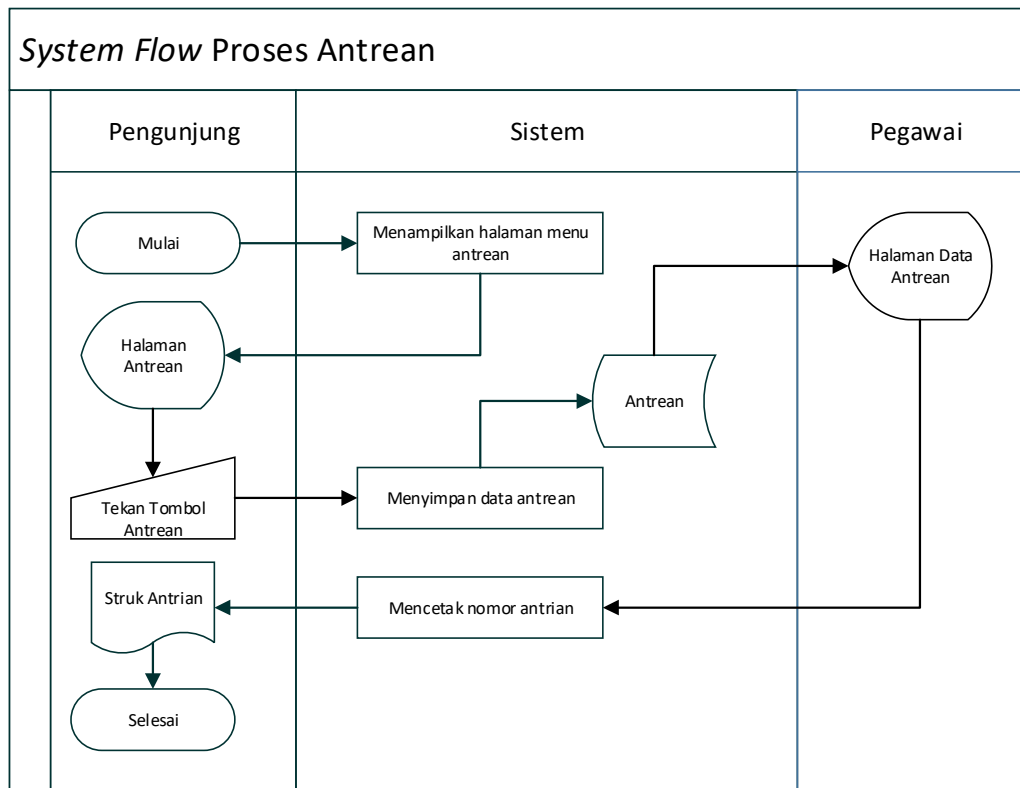 System Flow Proses Antrean
Pengunjung
Sistem
Pegawai
Mulai
Menampilkan halaman menu
antrean
Halaman Data
Antrean
Halaman
Antrean
Antrean
Tekan Tombol
Antrean
Menyimpan data antrean
Struk Antrian
Mencetak nomor antrian
Selesai